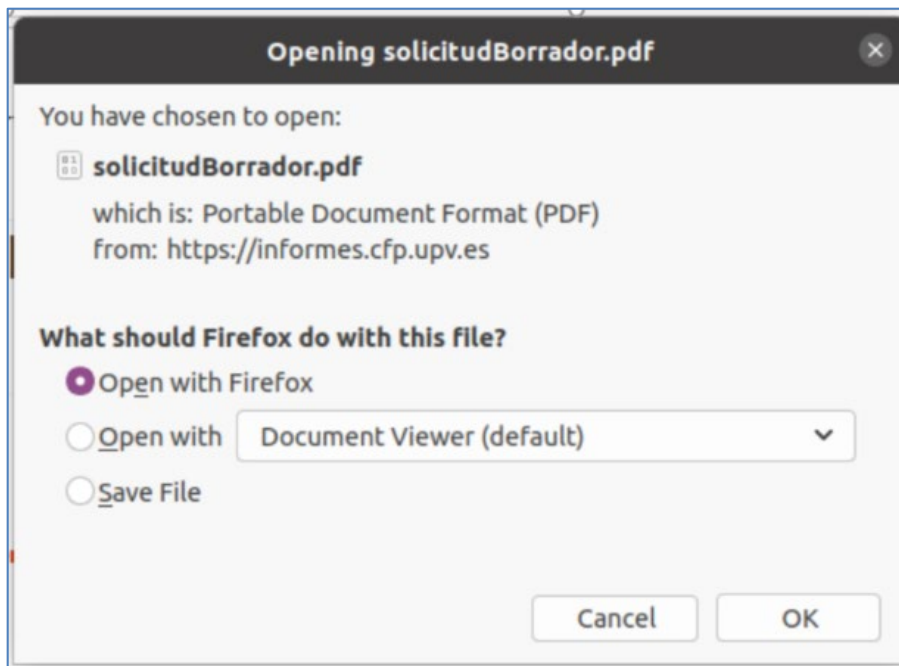 Opening solicitudBorrador.pdf
You have chosen to open:
solicitudBorrador.pdf
which is: Portable Document Format (PDF)
from: https://informes.cfp.upv.es
What should Firefox do with this file?
Open with Firefox
Open with Document Viewer (default)
Save File
Cancel OK